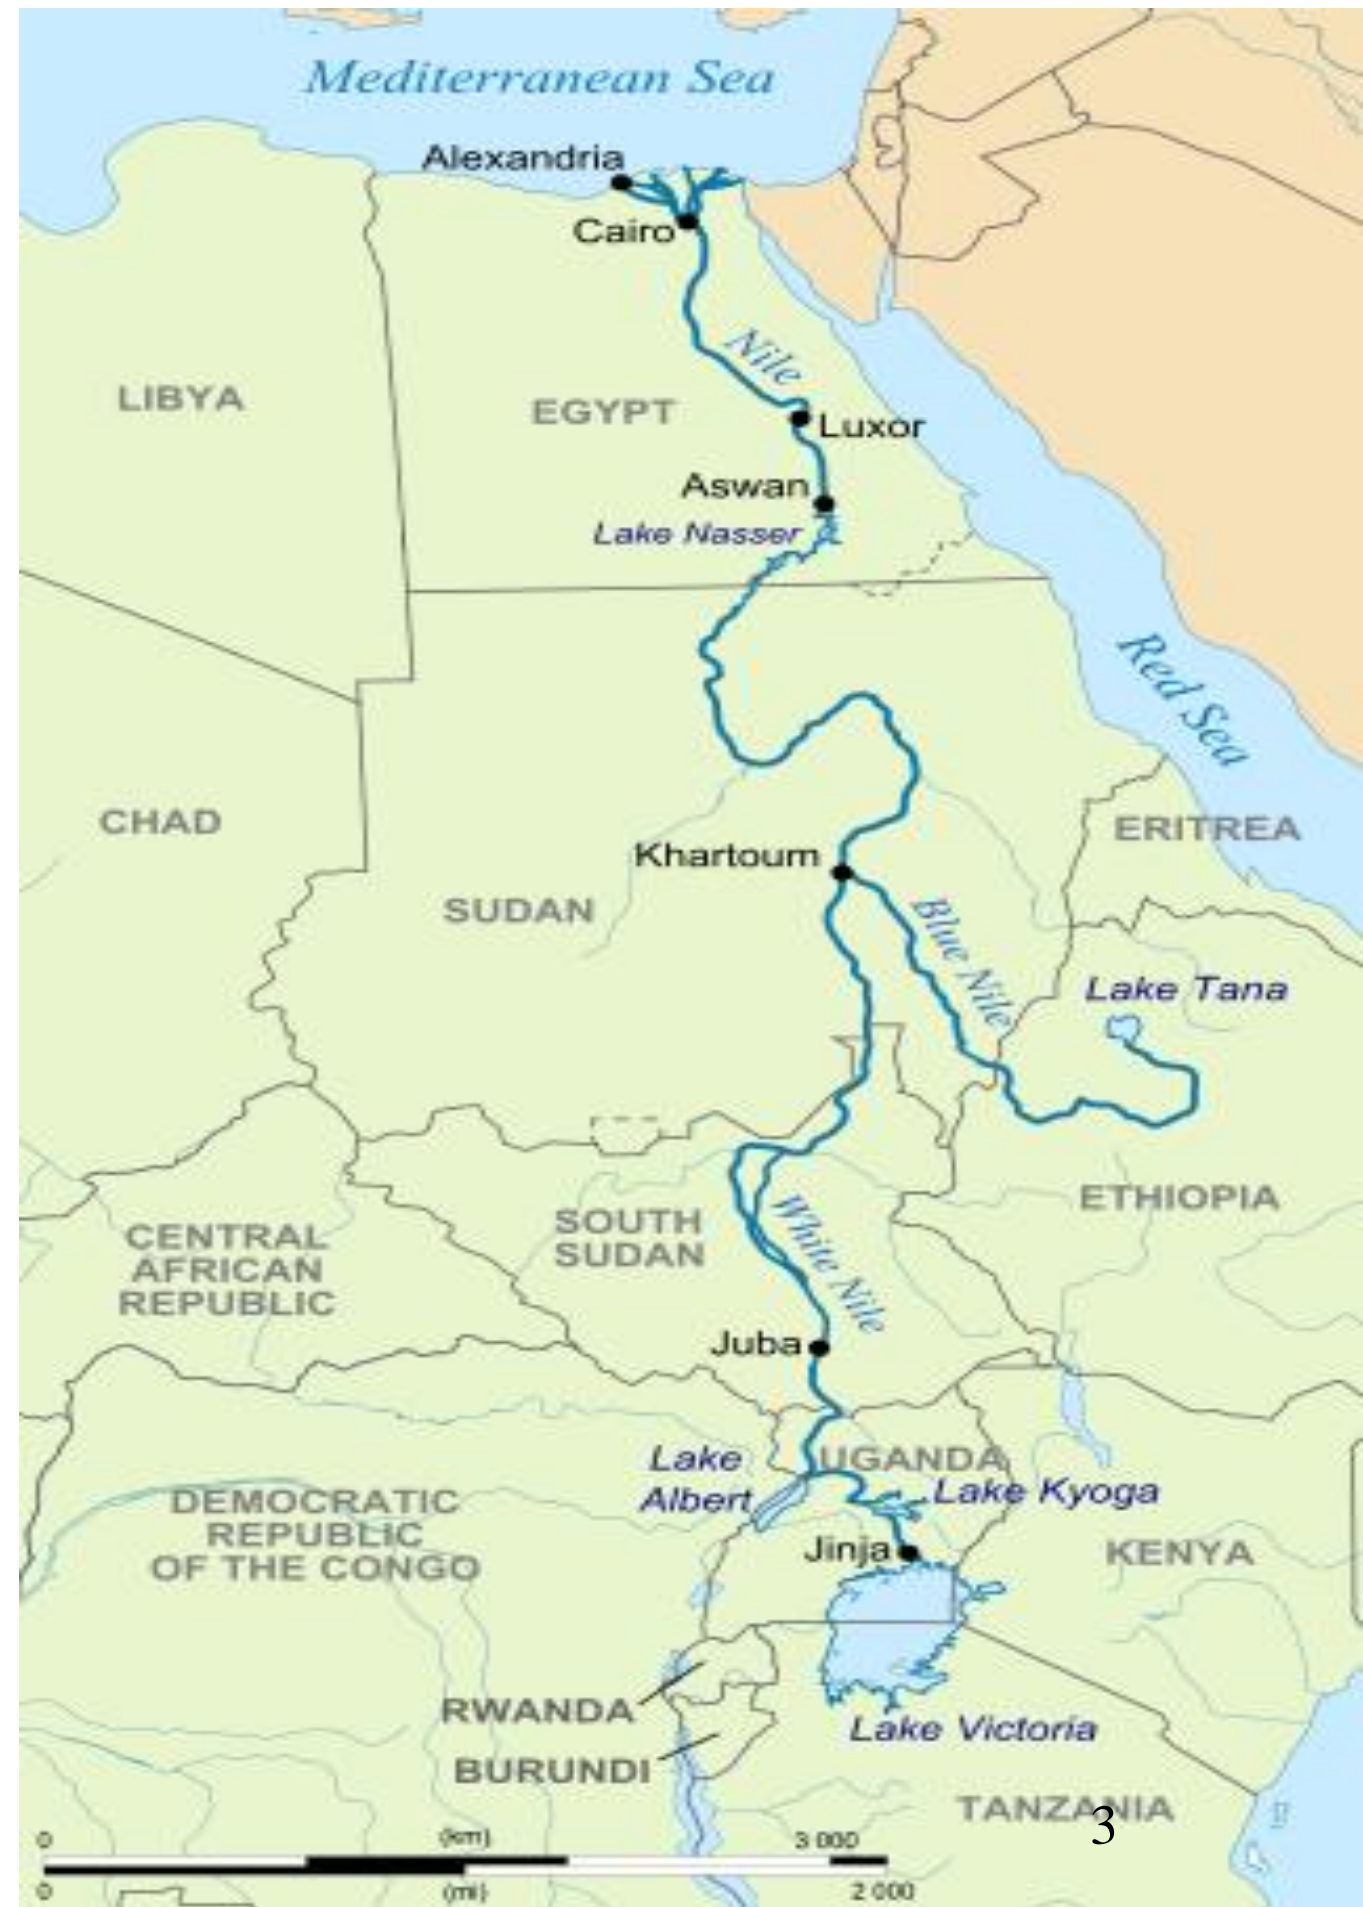 Mediterranean Sea
Alexandria
Cairo
Nile
LIBYA
EGYPT
Luxor
Aswan
Lake Nasser
Red Sea
CHAD
ERITREA
Khartoum
SUDAN
Blue Nile
Lake Tana
ETHIOPIA
SOUTH
SUDAN
White Nile
CENTRAL
AFRICAN
REPUBLIC
Juba
Lake
Albert
UGANDA
Lake Kyoga
DEMOCRATIC
REPUBLIC
OF THE CONGO
Jinja
KENYA
RWANDA
Lake Victoria
BURUNDI
TANZANIA
3
0 (km) 3 000
0 (mi) 2 000